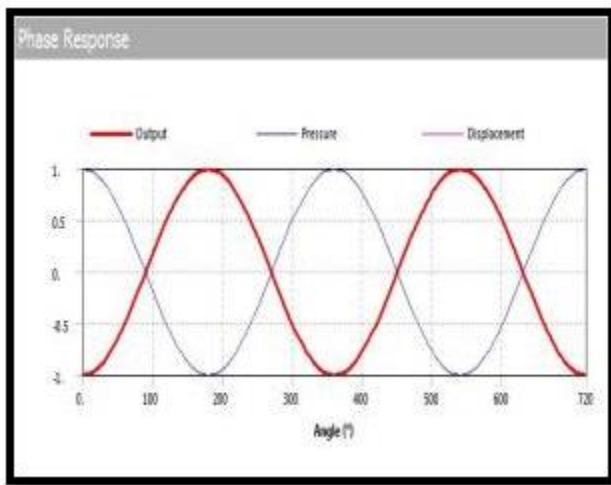 Phase Response
Output Pressure Displacement
1.
0.5
0.
-0.5
-1.
0. 100 200 300 400 500 600 720
Angle (°)